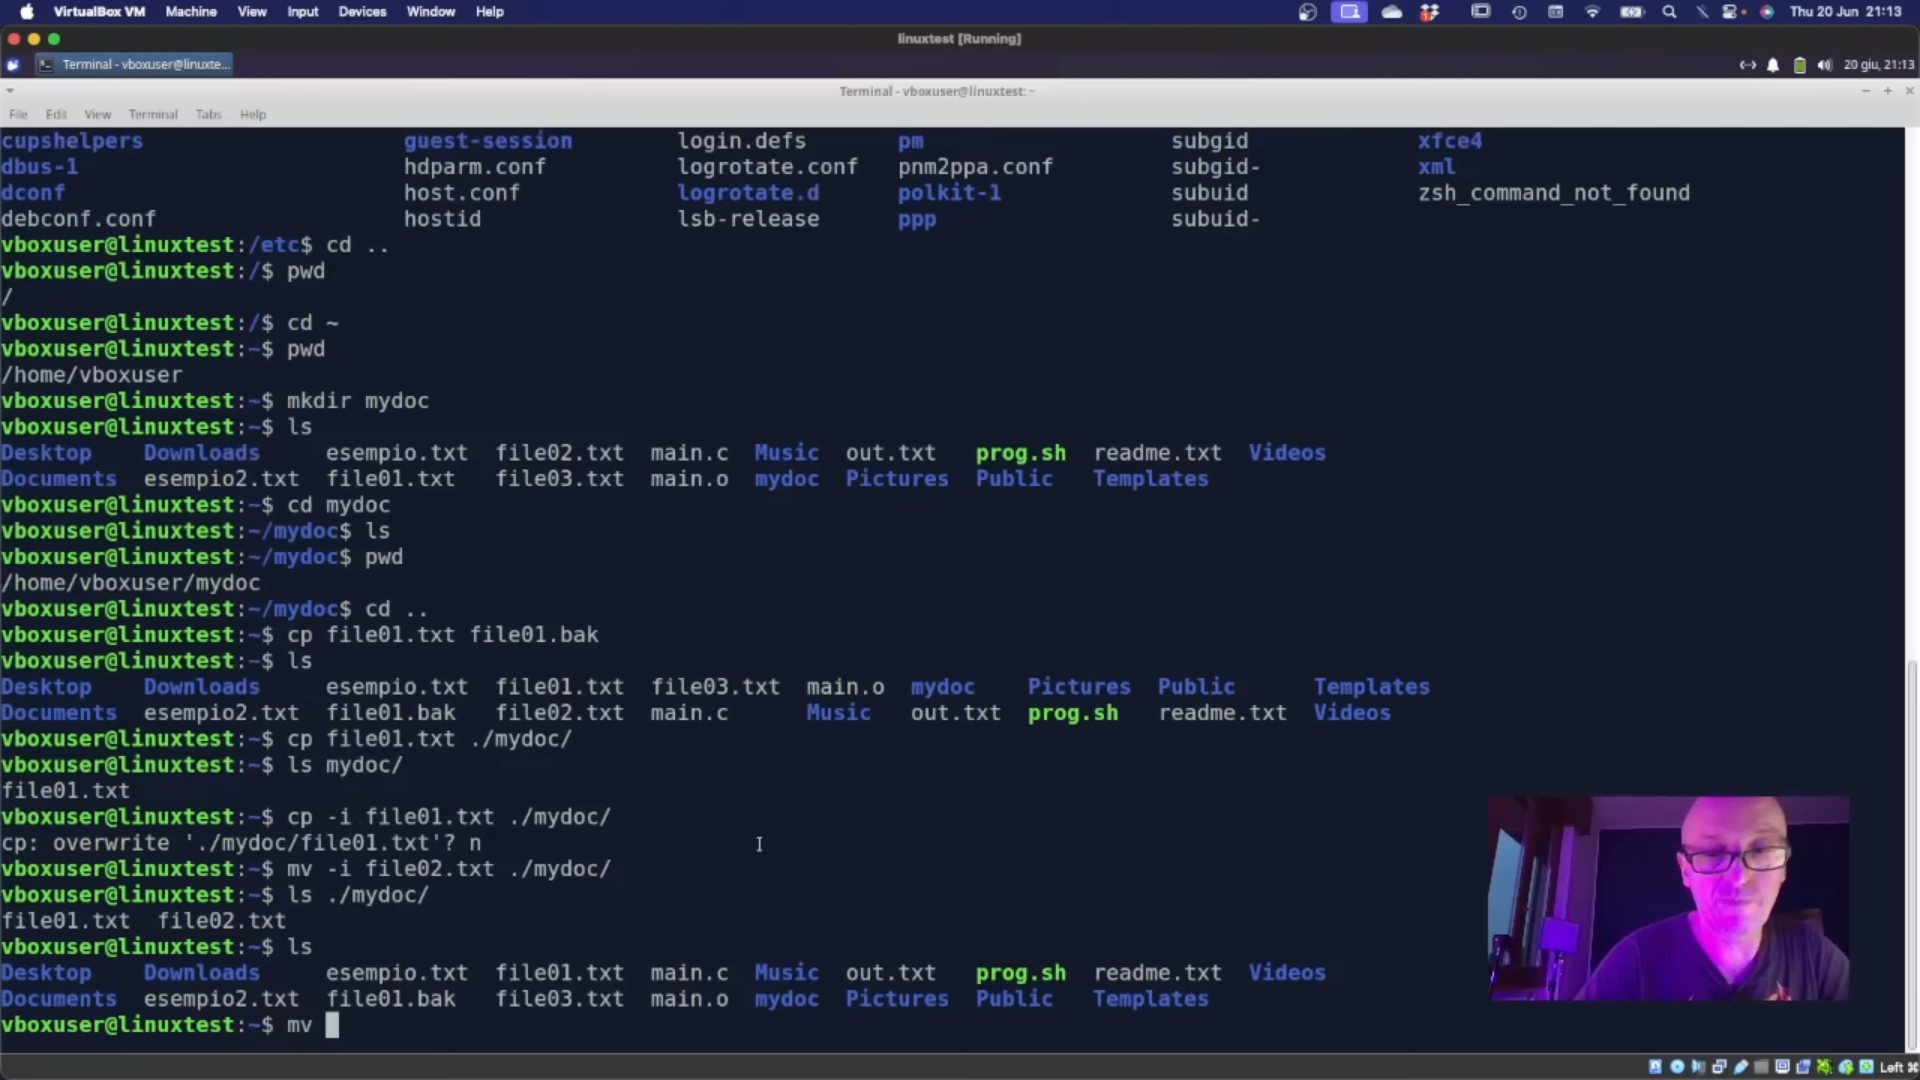 VirtualBox VM Machine View Input Devices Window Help Thu 20 Jun 21:13
linuxtest [Running]
Terminal - vboxuser@linuxte... 20 giu, 21:13
Terminal - vboxuser@linuxtest: ~
File Edit View Terminal Tabs Help
cupshelpers guest-session login.defs pm subgid xfce4
dbus-1 hdparm.conf logrotate.conf pnm2ppa.conf subgid- xml
dconf host.conf logrotate.d polkit-1 subuid zsh_command_not_found
debconf.conf hostid lsb-release ppp subuid-
vboxuser@linuxtest:/etc$ cd ..
vboxuser@linuxtest:/$ pwd
/
vboxuser@linuxtest:/$ cd ~
vboxuser@linuxtest:~$ pwd
/home/vboxuser
vboxuser@linuxtest:~$ mkdir mydoc
vboxuser@linuxtest:~$ ls
Desktop Downloads esempio.txt file02.txt main.c Music out.txt prog.sh readme.txt Videos
Documents esempio2.txt file01.txt file03.txt main.o mydoc Pictures Public Templates
vboxuser@linuxtest:~$ cd mydoc
vboxuser@linuxtest:~/mydoc$ ls
vboxuser@linuxtest:~/mydoc$ pwd
/home/vboxuser/mydoc
vboxuser@linuxtest:~/mydoc$ cd ..
vboxuser@linuxtest:~$ cp file01.txt file01.bak
vboxuser@linuxtest:~$ ls
Desktop Downloads esempio.txt file01.txt file03.txt main.o mydoc Pictures Public Templates
Documents esempio2.txt file01.bak file02.txt main.c Music out.txt prog.sh readme.txt Videos
vboxuser@linuxtest:~$ cp file01.txt ./mydoc/
vboxuser@linuxtest:~$ ls mydoc/
file01.txt
vboxuser@linuxtest:~$ cp -i file01.txt ./mydoc/
cp: overwrite './mydoc/file01.txt'? n
vboxuser@linuxtest:~$ mv -i file02.txt ./mydoc/
vboxuser@linuxtest:~$ ls ./mydoc/
file01.txt file02.txt
vboxuser@linuxtest:~$ ls
Desktop Downloads esempio.txt file01.txt main.c Music out.txt prog.sh readme.txt Videos
Documents esempio2.txt file01.bak file03.txt main.o mydoc Pictures Public Templates
vboxuser@linuxtest:~$ mv
Left ⌘